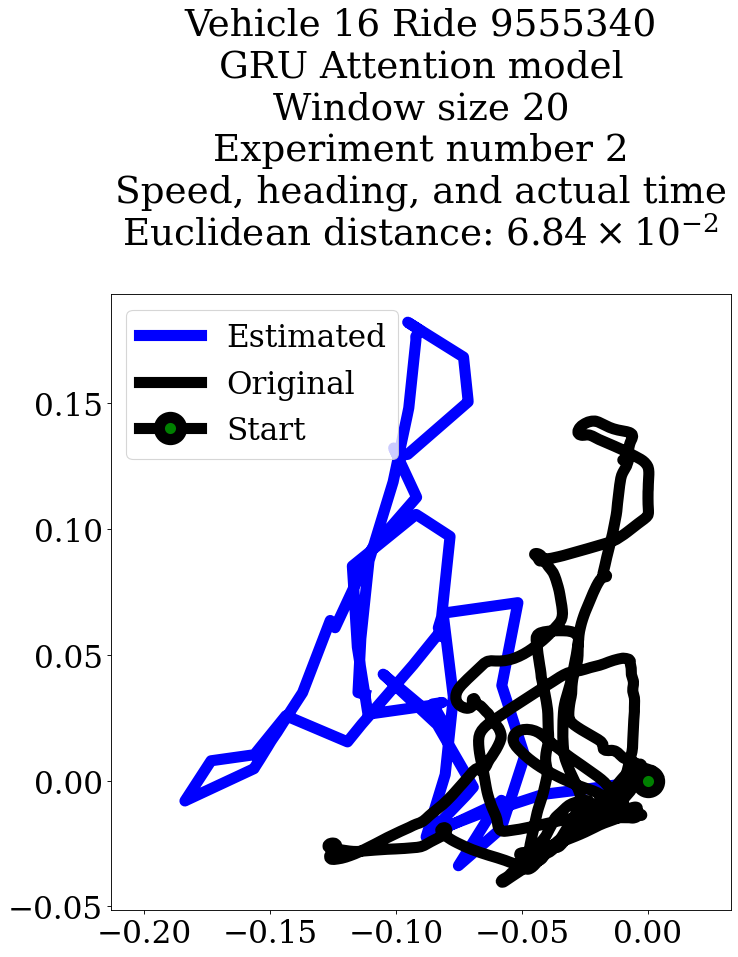 Vehicle 16 Ride 9555340
GRU Attention model
Window size 20
Experiment number 2
Speed, heading, and actual time
Euclidean distance: 6.84 × 10⁻²
Estimated
Original
Start
0.15
0.10
0.05
0.00
−0.05
−0.20 −0.15 −0.10 −0.05 0.00